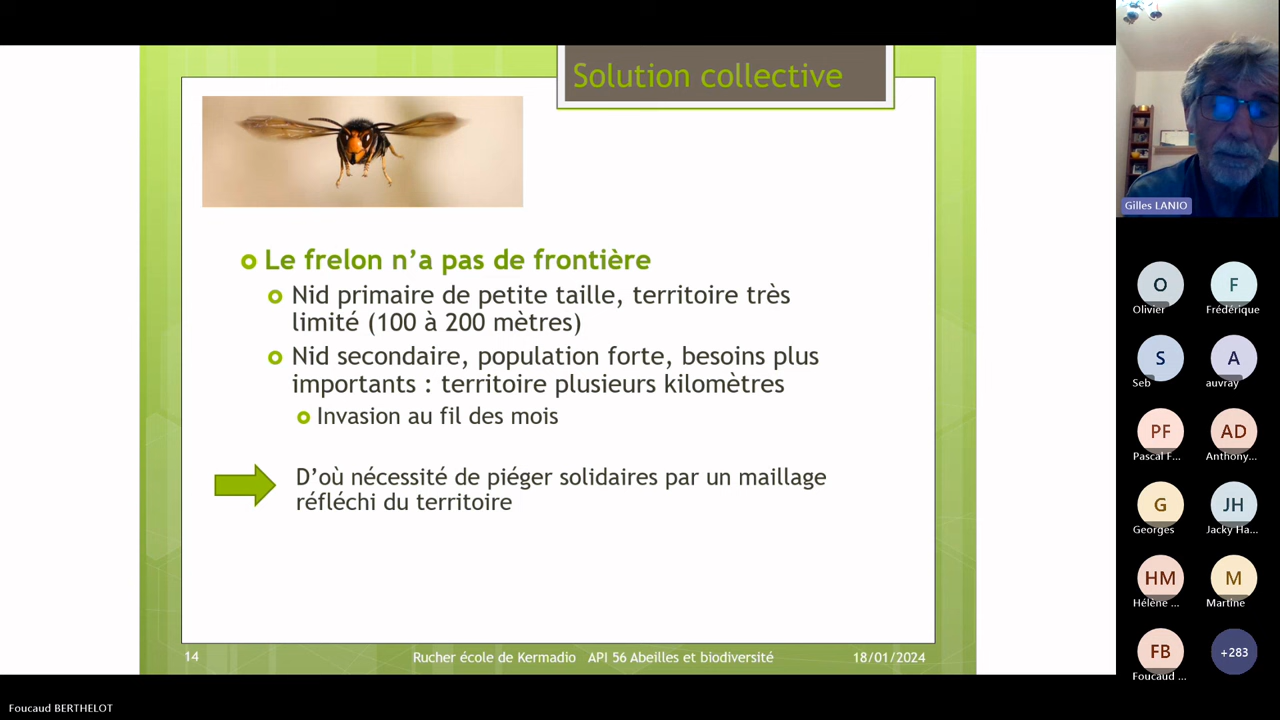 Solution collective
Le frelon n’a pas de frontière
Nid primaire de petite taille, territoire très
limité (100 à 200 mètres)
Nid secondaire, population forte, besoins plus
importants : territoire plusieurs kilomètres
Invasion au fil des mois
D’où nécessité de piéger solidaires par un maillage
réfléchi du territoire
14
Rucher école de Kermadio API 56 Abeilles et biodiversité
18/01/2024
Gilles LANIO
O
Olivier
F
Frédérique
S
Seb
A
auvray
PF
Pascal F...
AD
Anthony...
G
Georges
JH
Jacky Ha...
HM
Hélène ...
M
Martine
FB
Foucaud ...
+283
Foucaud BERTHELOT